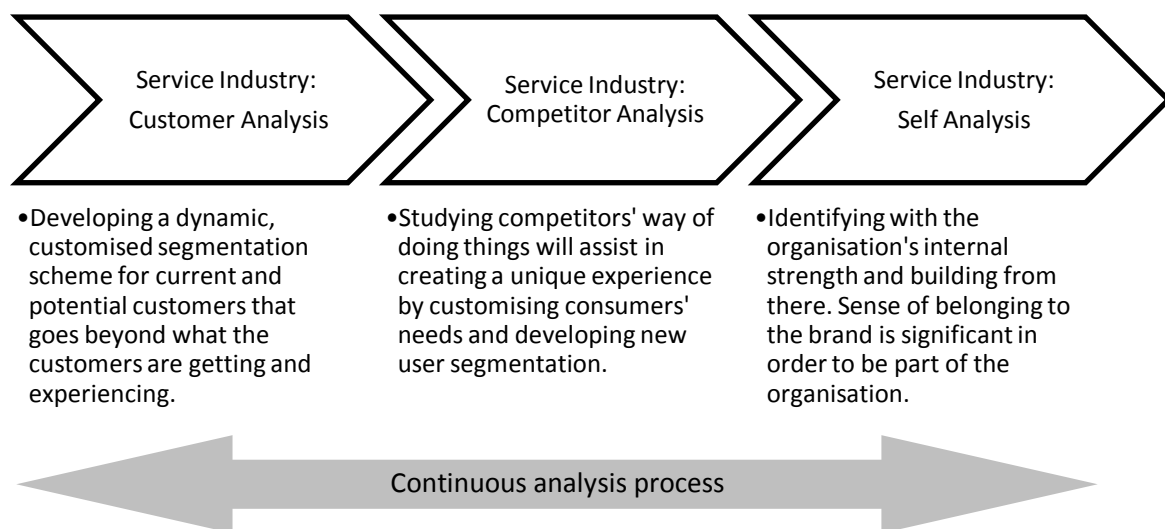 Service Industry:
Customer Analysis
•Developing a dynamic,
customised segmentation
scheme for current and
potential customers that
goes beyond what the
customers are getting and
experiencing.
Service Industry:
Competitor Analysis
•Studying competitors' way of
doing things will assist in
creating a unique experience
by customising consumers'
needs and developing new
user segmentation.
Service Industry:
Self Analysis
•Identifying with the
organisation's internal
strength and building from
there. Sense of belonging to
the brand is significant in
order to be part of the
organisation.
Continuous analysis process